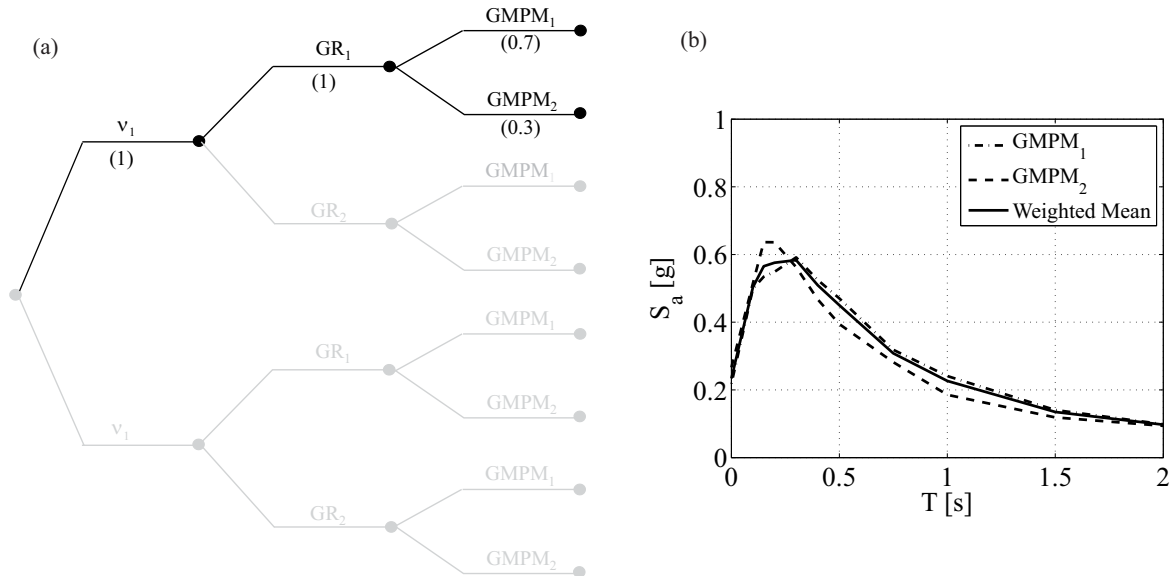 (a)
GMPM₁
(0.7)
GR₁
(1)
GMPM₂
(0.3)
ν₁
(1)
GMPM₁
GR₂
GMPM₂
GMPM₁
GR₁
GMPM₂
ν₁
GMPM₁
GR₂
GMPM₂
(b)
1
0.8
0.6
0.4
0.2
0
Sₐ [g]
GMPM₁
GMPM₂
Weighted Mean
0 0.5 1 1.5 2
T [s]